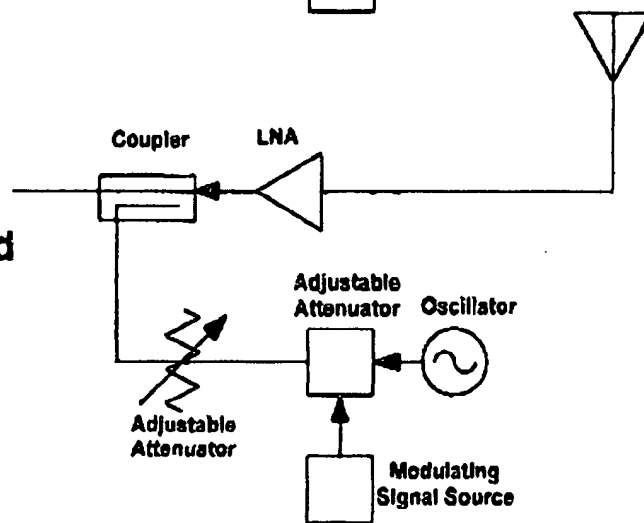 Coupler LNA
d
Adjustable
Attenuator Oscillator
Adjustable
Attenuator
Modulating
Signal Source